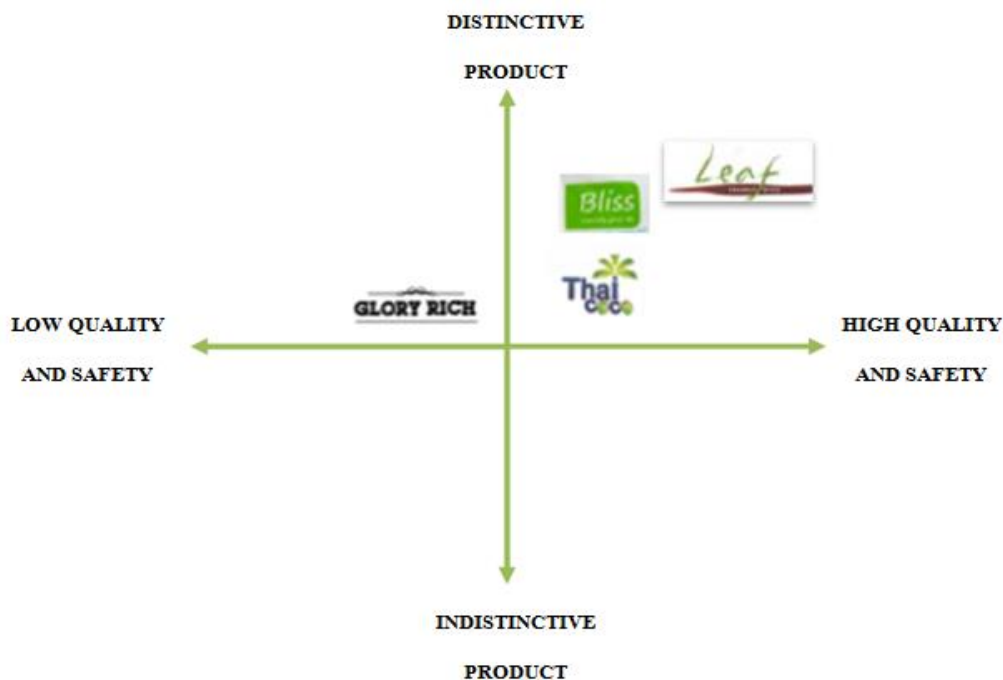 DISTINCTIVE
PRODUCT
Leaf
Bliss
Thai
coco
GLORY RICH
LOW QUALITY
AND SAFETY
HIGH QUALITY
AND SAFETY
INDISTINCTIVE
PRODUCT